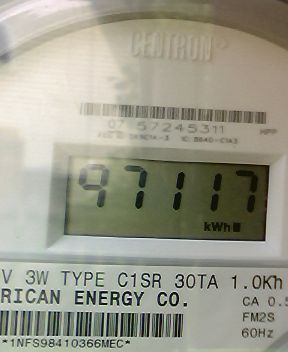 CENTRON®
07 57245311 HPP
97117
kWh
V 3W TYPE C1SR 30TA 1.0Kh
RICAN ENERGY CO.
CA 0.5
FM2S
60Hz
*1NFS98410366MEC*